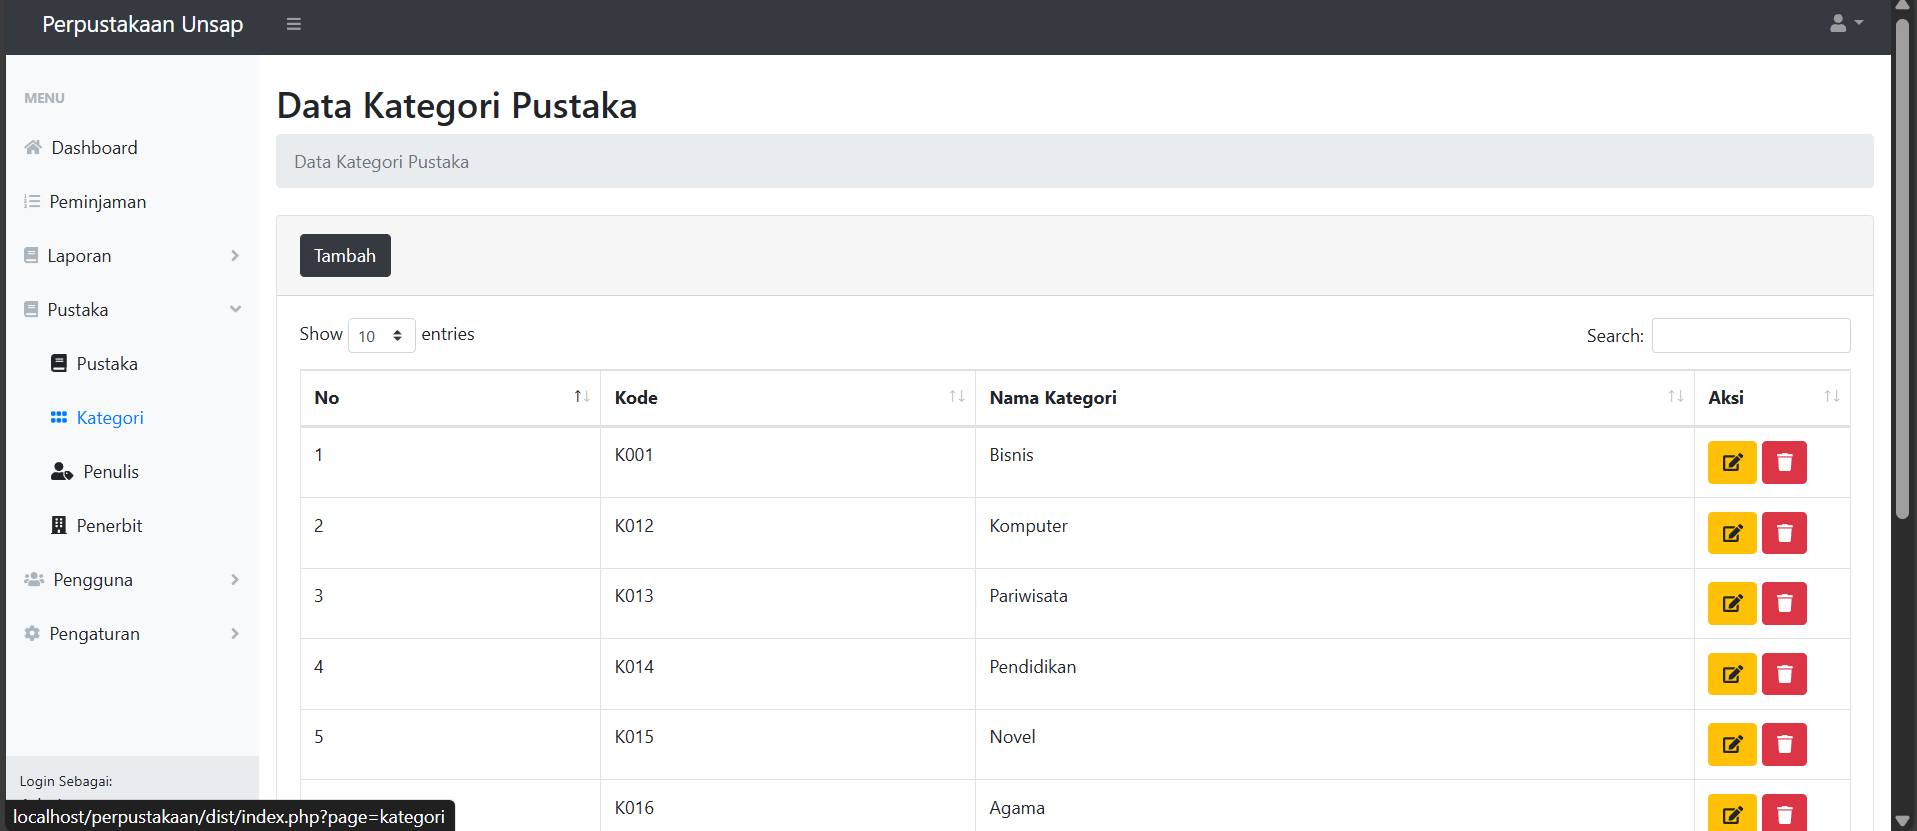 Perpustakaan Unsap
MENU
Dashboard
Peminjaman
Laporan
Pustaka
Pustaka
Kategori
Penulis
Penerbit
Pengguna
Pengaturan
Login Sebagai:
localhost/perpustakaan/dist/index.php?page=kategori
Data Kategori Pustaka
Data Kategori Pustaka
Tambah
Show 10 entries
Search:
No Kode Nama Kategori Aksi
1 K001 Bisnis
2 K012 Komputer
3 K013 Pariwisata
4 K014 Pendidikan
5 K015 Novel
K016 Agama